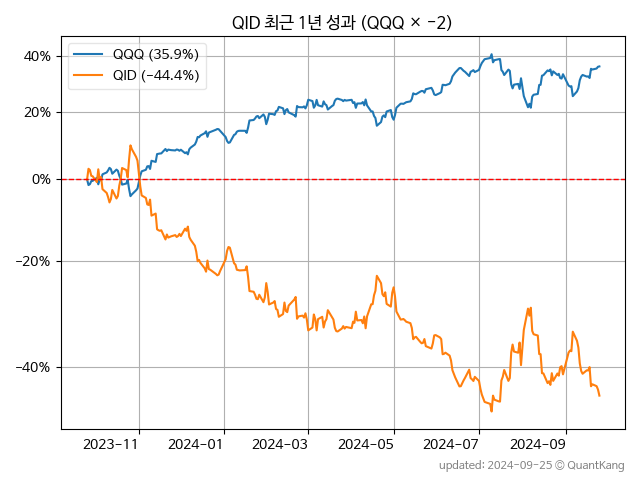 QID 최근 1년 성과 (QQQ × −2)
QQQ (35.9%)
QID (−44.4%)
40%
20%
0%
−20%
−40%
2023-11
2024-01
2024-03
2024-05
2024-07
2024-09
updated: 2024-09-25 © QuantKang